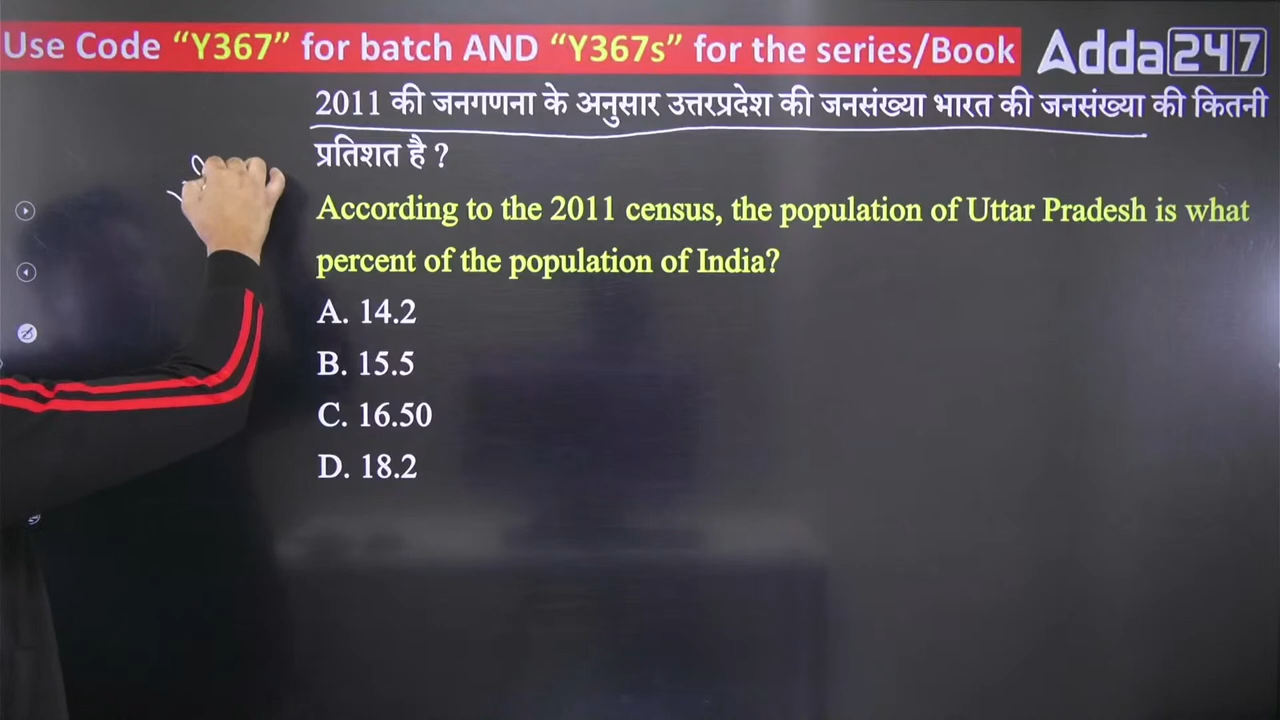 Use Code “Y367” for batch AND “Y367s” for the series/Book
Adda247
2011 की जनगणना के अनुसार उत्तरप्रदेश की जनसंख्या भारत की जनसंख्या की कितनी
प्रतिशत है ?
According to the 2011 census, the population of Uttar Pradesh is what
percent of the population of India?
A. 14.2
B. 15.5
C. 16.50
D. 18.2